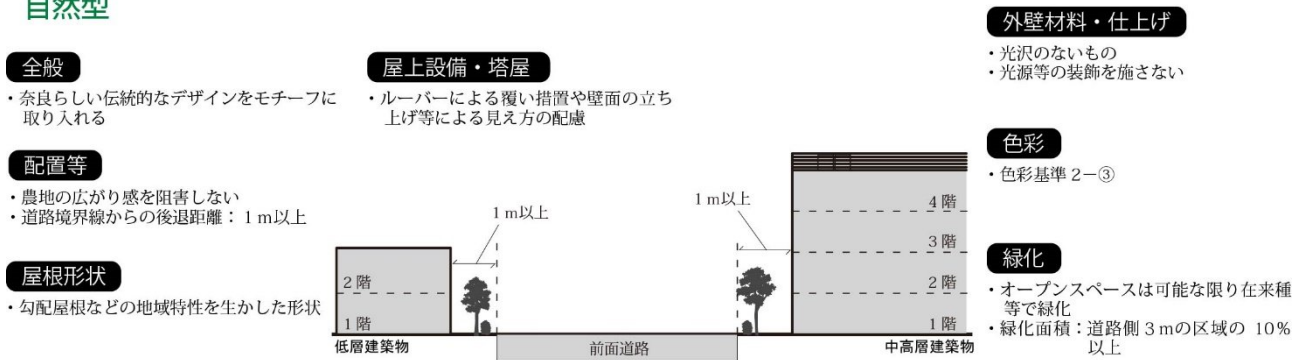 自然型
全般
・奈良らしい伝統的なデザインをモチーフに
取り入れる
配置等
・農地の広がり感を阻害しない
・道路境界線からの後退距離：1m以上
屋根形状
・勾配屋根などの地域特性を生かした形状
屋上設備・塔屋
・ルーバーによる覆い措置や壁面の立ち
上げ等による見え方の配慮
1m以上
2階
1階
低層建築物
前面道路
1m以上
4階
3階
2階
1階
中高層建築物
外壁材料・仕上げ
・光沢のないもの
・光源等の装飾を施さない
色彩
・色彩基準2－③
緑化
・オープンスペースは可能な限り在来種
等で緑化
・緑化面積：道路側3mの区域の 10%
以上